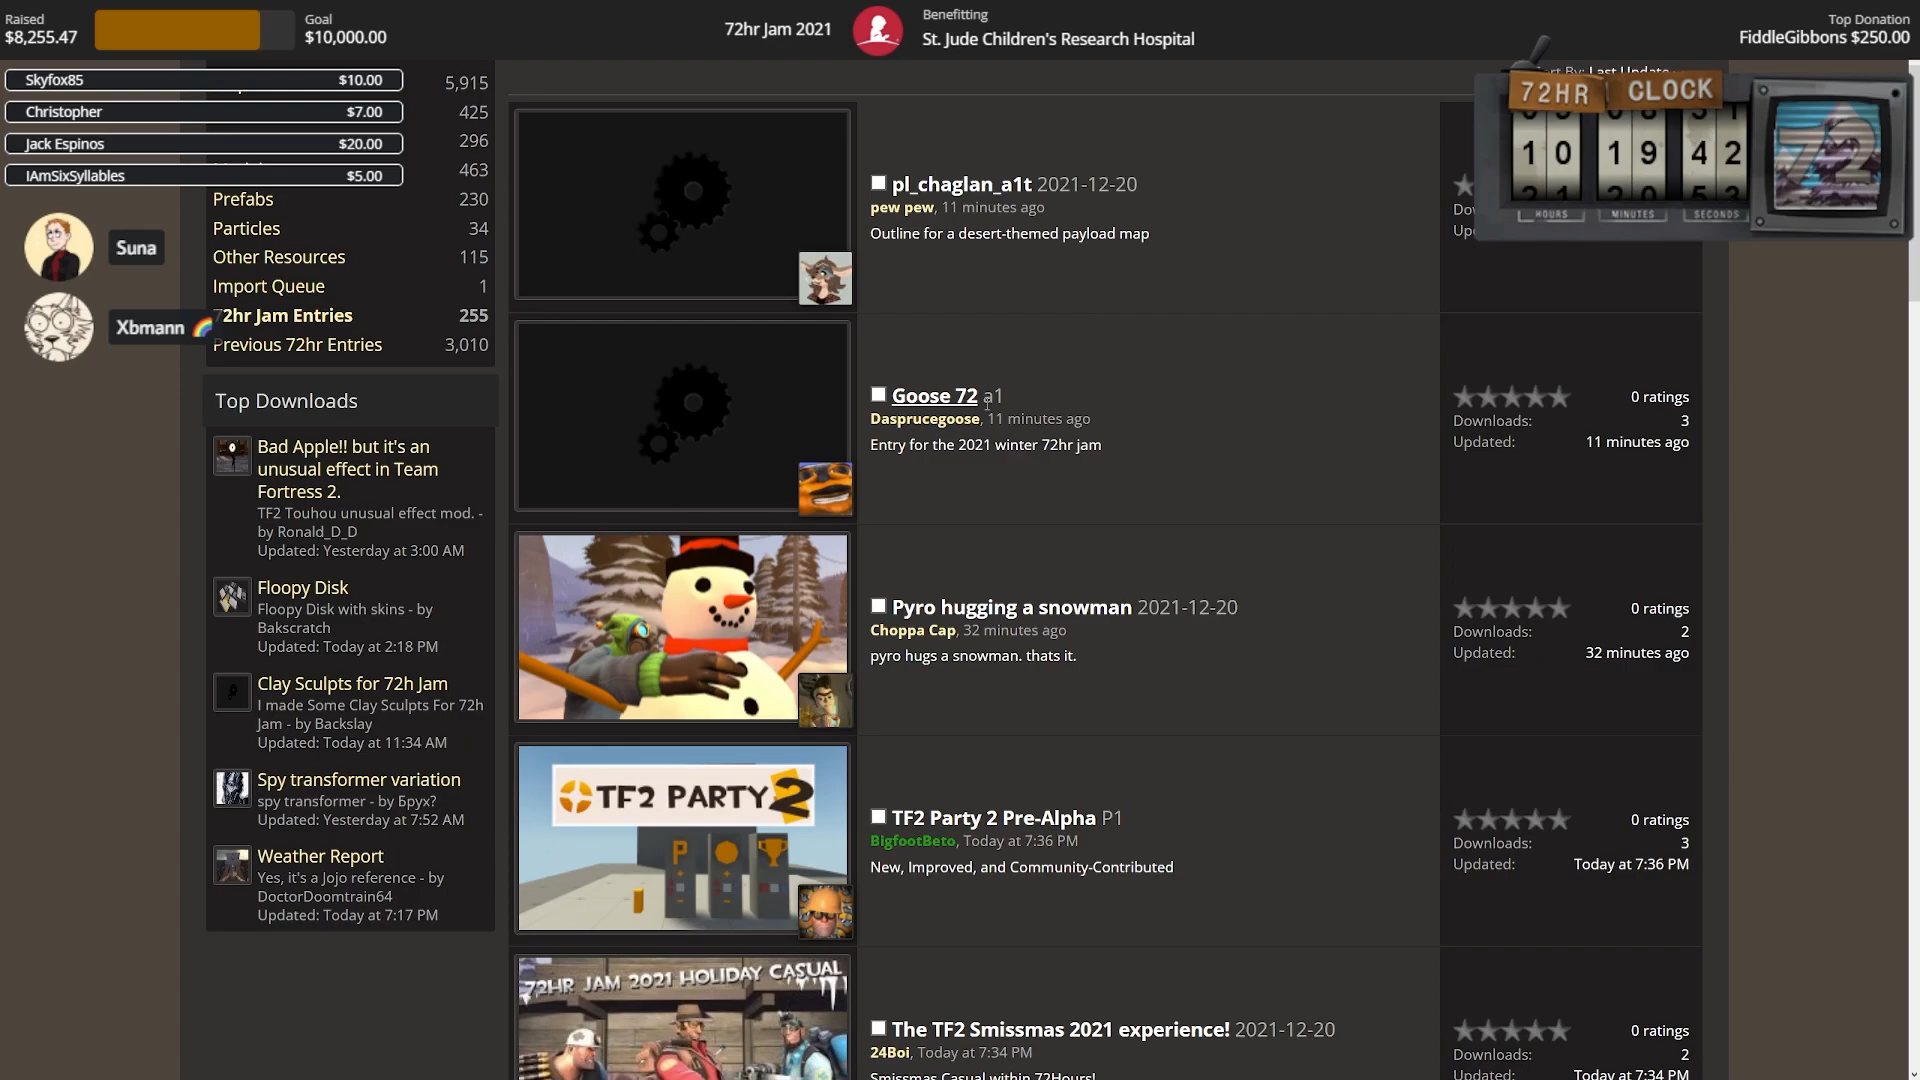 Raised
$8,255.47
Goal
$10,000.00
72hr Jam 2021
Benefitting
St. Jude Children's Research Hospital
Top Donation
FiddleGibbons $250.00
Skyfox85 $10.00
Christopher $7.00
Jack Espinos $20.00
IAmSixSyllables $5.00
Suna
Xbmann 🌈
5,915
425
296
463
Prefabs 230
Particles 34
Other Resources 115
Import Queue 1
72hr Jam Entries 255
Previous 72hr Entries 3,010
Top Downloads
Bad Apple!! but it's an
unusual effect in Team
Fortress 2.
TF2 Touhou unusual effect mod. -
by Ronald_D_D
Updated: Yesterday at 3:00 AM
Floopy Disk
Floopy Disk with skins - by
Bakscratch
Updated: Today at 2:18 PM
Clay Sculpts for 72h Jam
I made Some Clay Sculpts For 72h
Jam - by Backslay
Updated: Today at 11:34 AM
Spy transformer variation
spy transformer - by Брух?
Updated: Yesterday at 7:52 AM
Weather Report
Yes, it's a Jojo reference - by
DoctorDoomtrain64
Updated: Today at 7:17 PM
Sort By: Last Update
72HR CLOCK
10 19 42
HOURS MINUTES SECONDS
72
pl_chaglan_a1t 2021-12-20
pew pew, 11 minutes ago
Outline for a desert-themed payload map
Goose 72 a1
Dasprucegoose, 11 minutes ago
Entry for the 2021 winter 72hr jam
0 ratings
Downloads: 3
Updated: 11 minutes ago
Pyro hugging a snowman 2021-12-20
Choppa Cap, 32 minutes ago
pyro hugs a snowman. thats it.
0 ratings
Downloads: 2
Updated: 32 minutes ago
TF2 PARTY 2
P
TF2 Party 2 Pre-Alpha P1
BigfootBeto, Today at 7:36 PM
New, Improved, and Community-Contributed
0 ratings
Downloads: 3
Updated: Today at 7:36 PM
72HR JAM 2021 HOLIDAY CASUAL
The TF2 Smissmas 2021 experience! 2021-12-20
24Boi, Today at 7:34 PM
Smissmas Casual within 72Hours!
0 ratings
Downloads: 2
Updated: Today at 7:34 PM